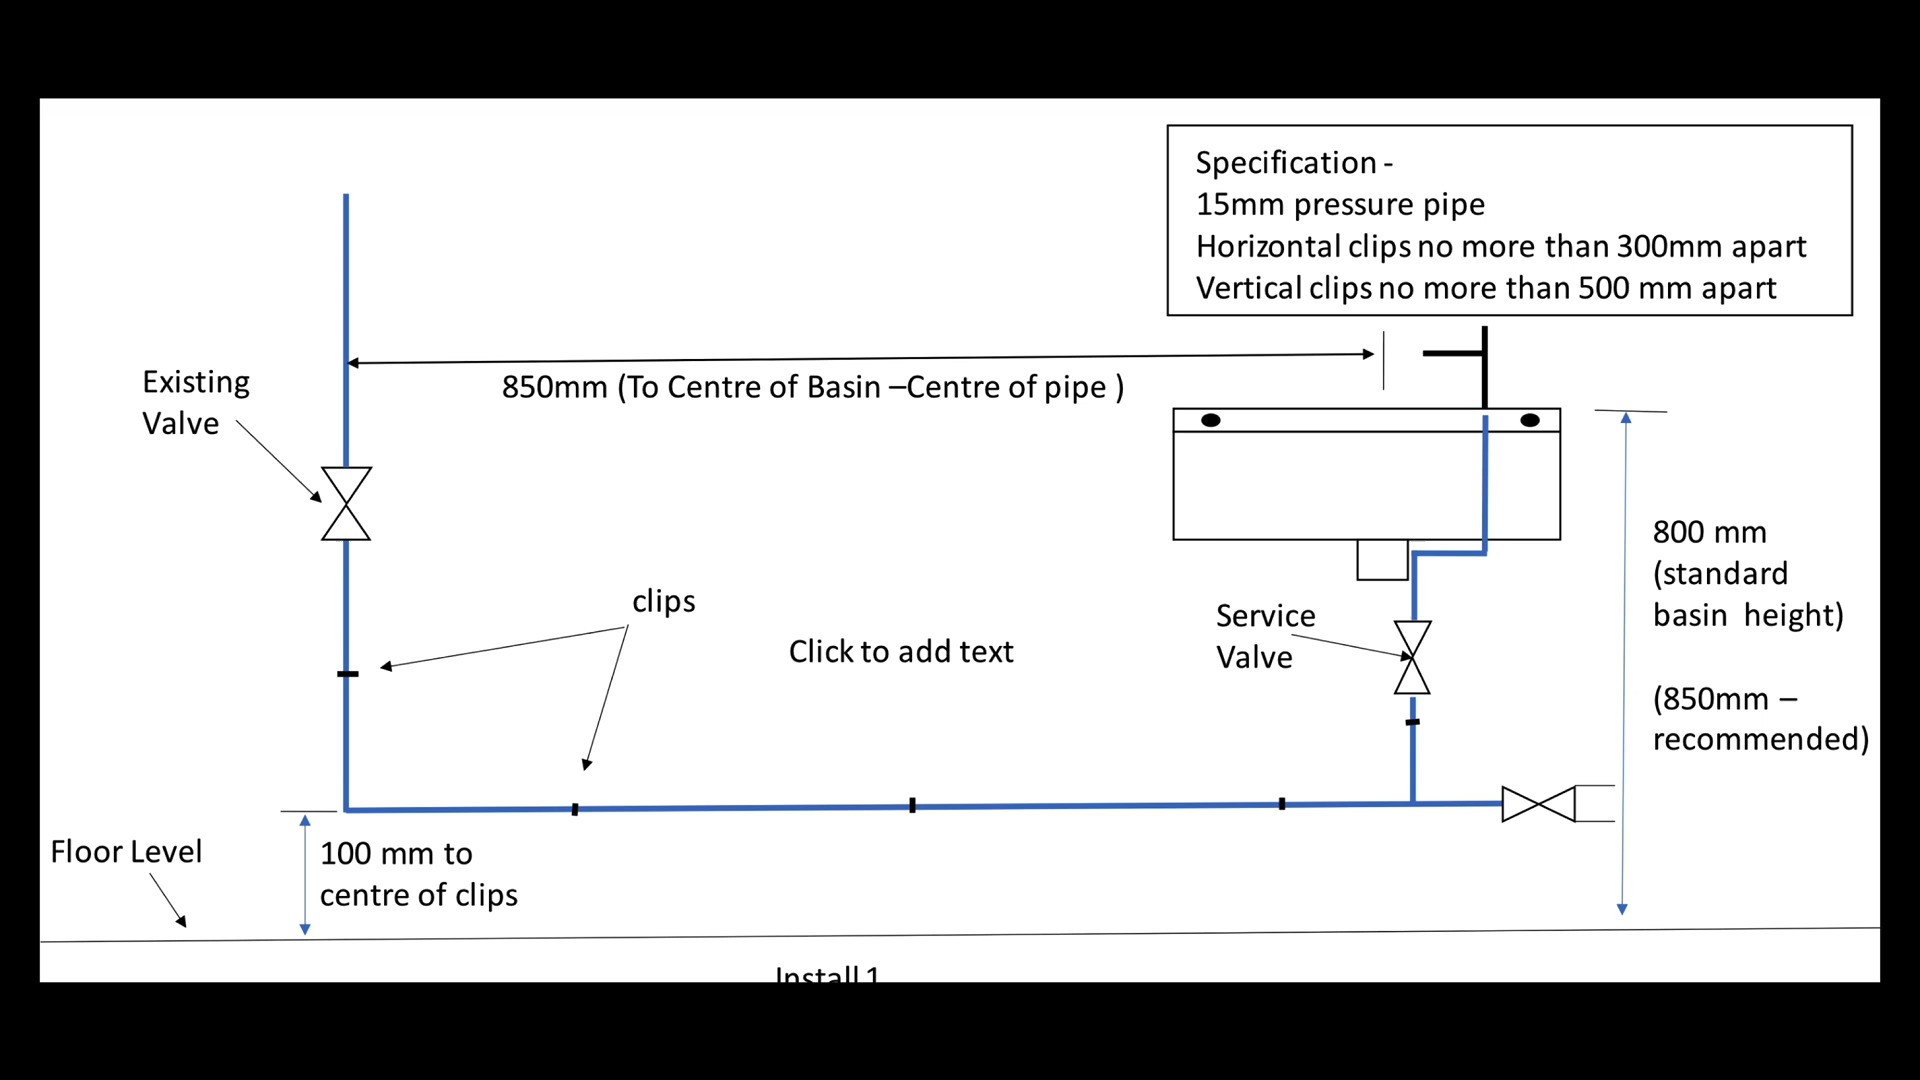 Specification -
15mm pressure pipe
Horizontal clips no more than 300mm apart
Vertical clips no more than 500 mm apart
850mm (To Centre of Basin –Centre of pipe )
Existing
Valve
clips
Click to add text
Service
Valve
800 mm
(standard
basin height)
(850mm –
recommended)
Floor Level
100 mm to
centre of clips
Install 1